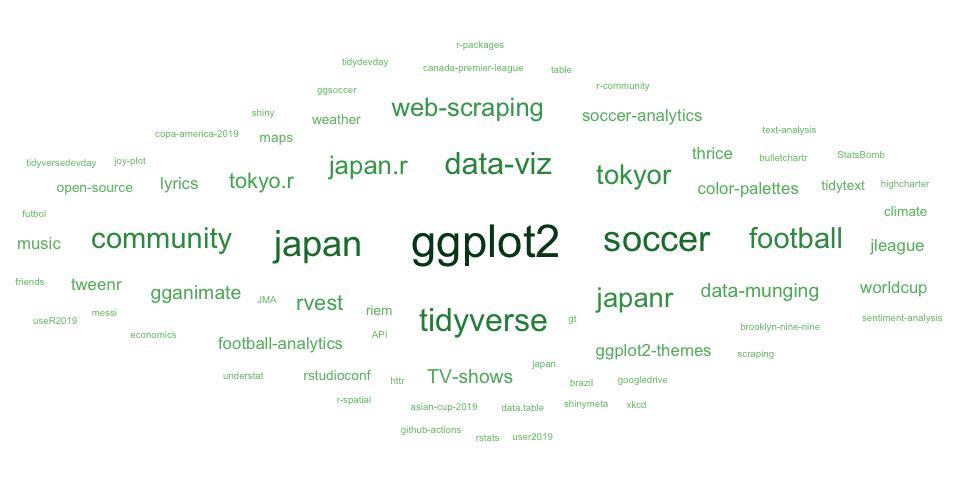 r-packages
tidydevday
canada-premier-league
table
ggsoccer
r-community
shiny
weather
web-scraping
soccer-analytics
copa-america-2019
maps
text-analysis
tidyversedevday
joy-plot
japan.r
data-viz
thrice
bulletchartr
StatsBomb
open-source
lyrics
tokyo.r
tokyor
color-palettes
tidytext
highcharter
futbol
climate
music
community
japan
ggplot2
soccer
football
jleague
friends
tweenr
gganimate
JMA
rvest
riem
japanr
data-munging
worldcup
useR2019
messi
economics
API
tidyverse
gt
brooklyn-nine-nine
sentiment-analysis
football-analytics
ggplot2-themes
scraping
understat
rstudioconf
httr
TV-shows
japan
brazil
googledrive
r-spatial
asian-cup-2019
data.table
shinymeta
xkcd
github-actions
rstats
user2019